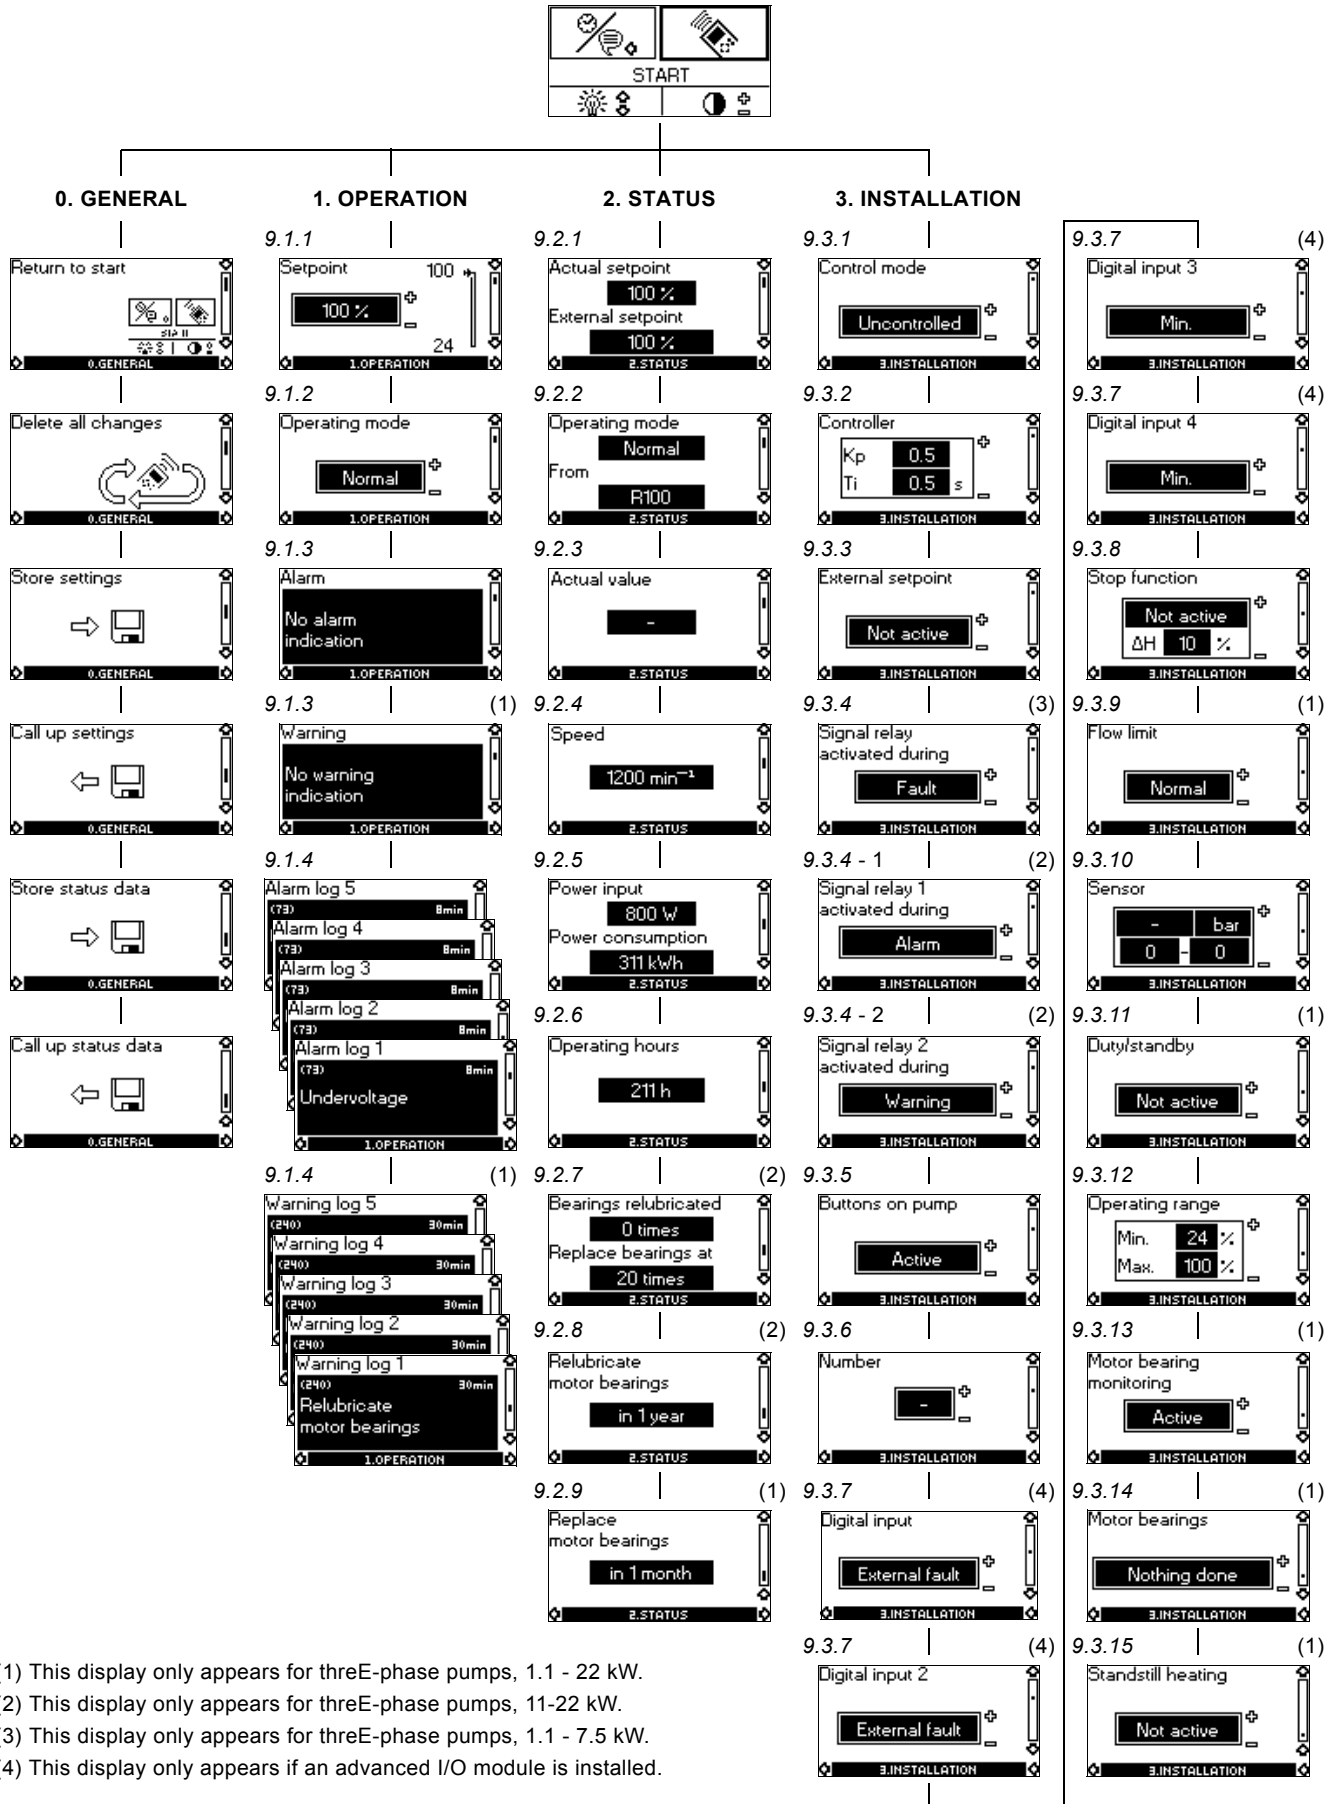 START
0. GENERAL
Return to start
START
0.GENERAL
Delete all changes
0.GENERAL
Store settings
0.GENERAL
Call up settings
0.GENERAL
Store status data
0.GENERAL
Call up status data
0.GENERAL
1. OPERATION
9.1.1
Setpoint
100
100 %
24
1.OPERATION
9.1.2
Operating mode
Normal
1.OPERATION
9.1.3
Alarm
No alarm
indication
1.OPERATION
9.1.3 (1)
Warning
No warning
indication
1.OPERATION
9.1.4
Alarm log 5
(73) 8min
Alarm log 4
(73) 8min
Alarm log 3
(73) 8min
Alarm log 2
(73) 8min
Alarm log 1
(73) 8min
Undervoltage
1.OPERATION
9.1.4 (1)
Warning log 5
(240) 30min
Warning log 4
(240) 30min
Warning log 3
(240) 30min
Warning log 2
(240) 30min
Warning log 1
(240) 30min
Relubricate
motor bearings
1.OPERATION
2. STATUS
9.2.1
Actual setpoint
100 %
External setpoint
100 %
2.STATUS
9.2.2
Operating mode
Normal
From
R100
2.STATUS
9.2.3
Actual value
-
2.STATUS
9.2.4
Speed
1200 min⁻¹
2.STATUS
9.2.5
Power input
800 W
Power consumption
311 kWh
2.STATUS
9.2.6
Operating hours
211 h
2.STATUS
9.2.7 (2)
Bearings relubricated
0 times
Replace bearings at
20 times
2.STATUS
9.2.8 (2)
Relubricate
motor bearings
in 1 year
2.STATUS
9.2.9 (1)
Replace
motor bearings
in 1 month
2.STATUS
3. INSTALLATION
9.3.1
Control mode
Uncontrolled
3.INSTALLATION
9.3.2
Controller
Kp 0.5
Ti 0.5 s
3.INSTALLATION
9.3.3
External setpoint
Not active
3.INSTALLATION
9.3.4 (3)
Signal relay
activated during
Fault
3.INSTALLATION
9.3.4 - 1 (2)
Signal relay 1
activated during
Alarm
3.INSTALLATION
9.3.4 - 2 (2)
Signal relay 2
activated during
Warning
3.INSTALLATION
9.3.5
Buttons on pump
Active
3.INSTALLATION
9.3.6
Number
-
3.INSTALLATION
9.3.7 (4)
Digital input
External fault
3.INSTALLATION
9.3.7 (4)
Digital input 2
External fault
3.INSTALLATION
9.3.7 (4)
Digital input 3
Min.
3.INSTALLATION
9.3.7 (4)
Digital input 4
Min.
3.INSTALLATION
9.3.8
Stop function
Not active
ΔH 10 %
3.INSTALLATION
9.3.9 (1)
Flow limit
Normal
3.INSTALLATION
9.3.10
Sensor
- bar
0 - 0
3.INSTALLATION
9.3.11 (1)
Duty/standby
Not active
3.INSTALLATION
9.3.12
Operating range
Min. 24 %
Max. 100 %
3.INSTALLATION
9.3.13 (1)
Motor bearing
monitoring
Active
3.INSTALLATION
9.3.14 (1)
Motor bearings
Nothing done
3.INSTALLATION
9.3.15 (1)
Standstill heating
Not active
3.INSTALLATION
(1) This display only appears for threE-phase pumps, 1.1 - 22 kW.
(2) This display only appears for threE-phase pumps, 11-22 kW.
(3) This display only appears for threE-phase pumps, 1.1 - 7.5 kW.
(4) This display only appears if an advanced I/O module is installed.